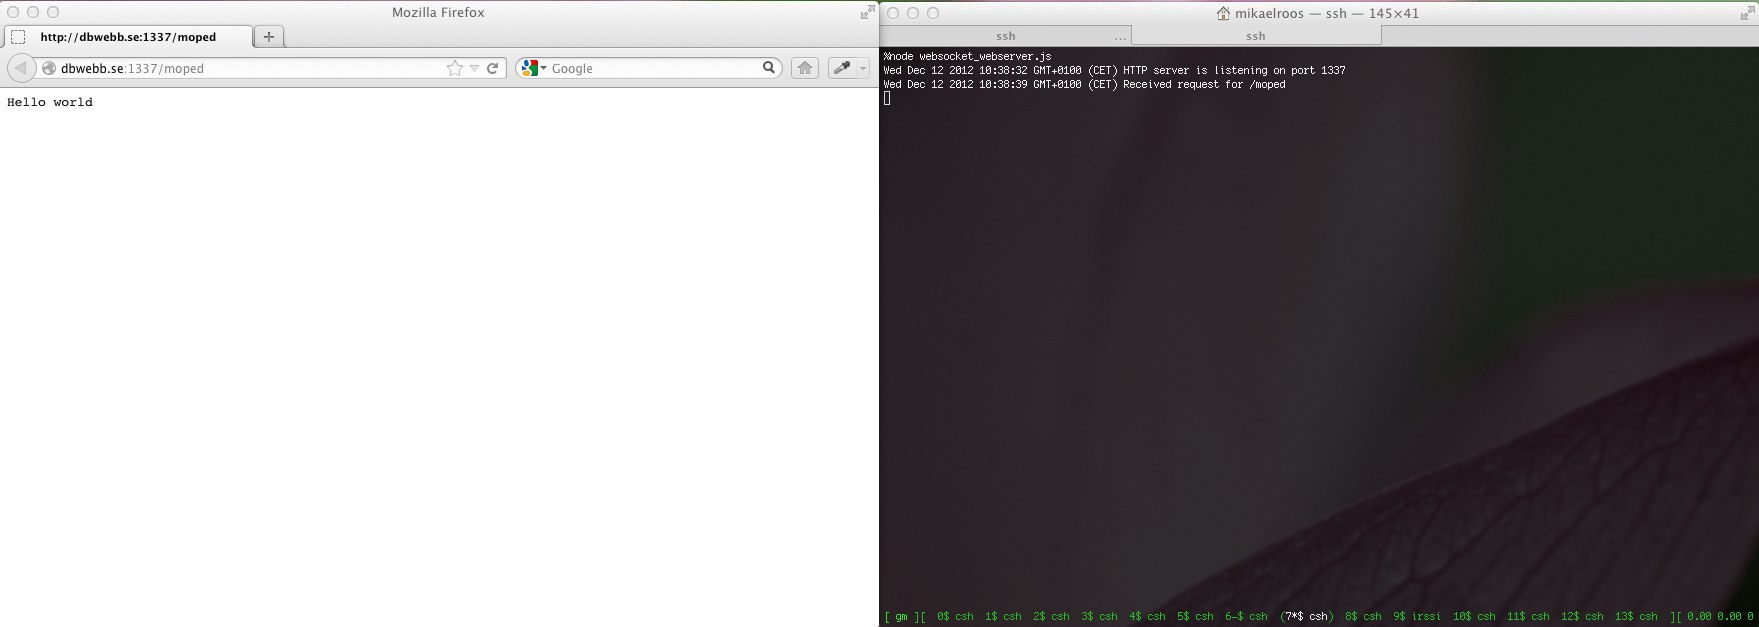 Mozilla Firefox
http://dbwebb.se:1337/moped
dbwebb.se:1337/moped
Google
Hello world
mikaelroos — ssh — 145×41
ssh ...
ssh
%node websocket_webserver.js
Wed Dec 12 2012 10:38:32 GMT+0100 (CET) HTTP server is listening on port 1337
Wed Dec 12 2012 10:38:39 GMT+0100 (CET) Received request for /moped
[ gm ][ 0$ csh 1$ csh 2$ csh 3$ csh 4$ csh 5$ csh 6-$ csh (7*$ csh) 8$ csh 9$ irssi 10$ csh 11$ csh 12$ csh 13$ csh ][ 0.00 0.00 0